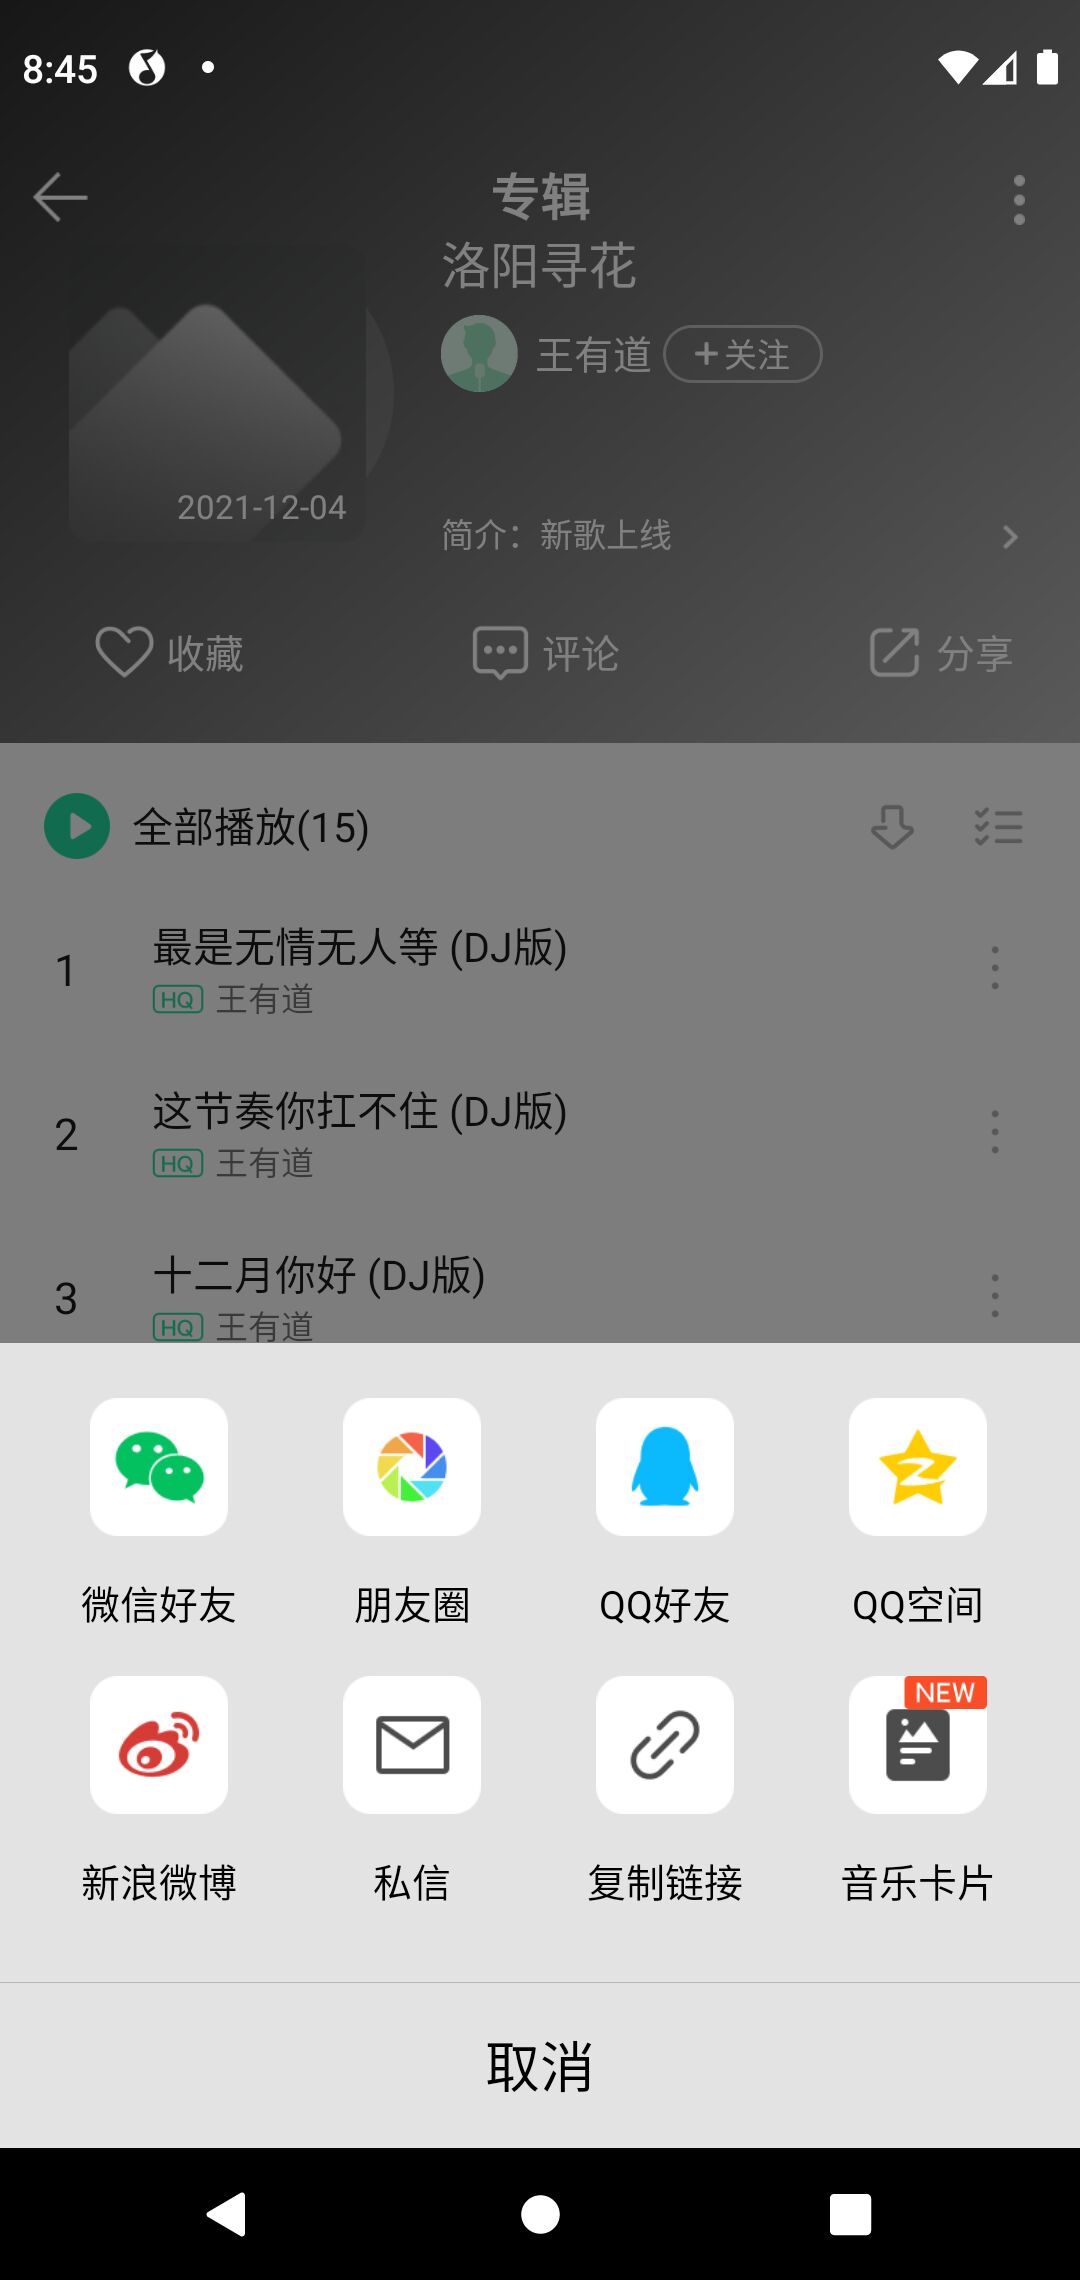 8:45
专辑
洛阳寻花
王有道 +关注
2021-12-04
简介：新歌上线
收藏 评论 分享
全部播放(15)
1 最是无情无人等 (DJ版)
HQ 王有道
2 这节奏你扛不住 (DJ版)
HQ 王有道
3 十二月你好 (DJ版)
HQ 王有道
微信好友 朋友圈 QQ好友 QQ空间
NEW
新浪微博 私信 复制链接 音乐卡片
取消